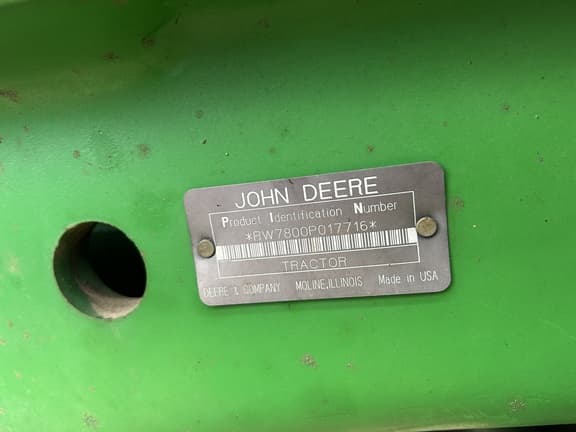 JOHN DEERE
Product Identification Number
*RW7800P017716*
TRACTOR
DEERE & COMPANY MOLINE, ILLINOIS Made in USA